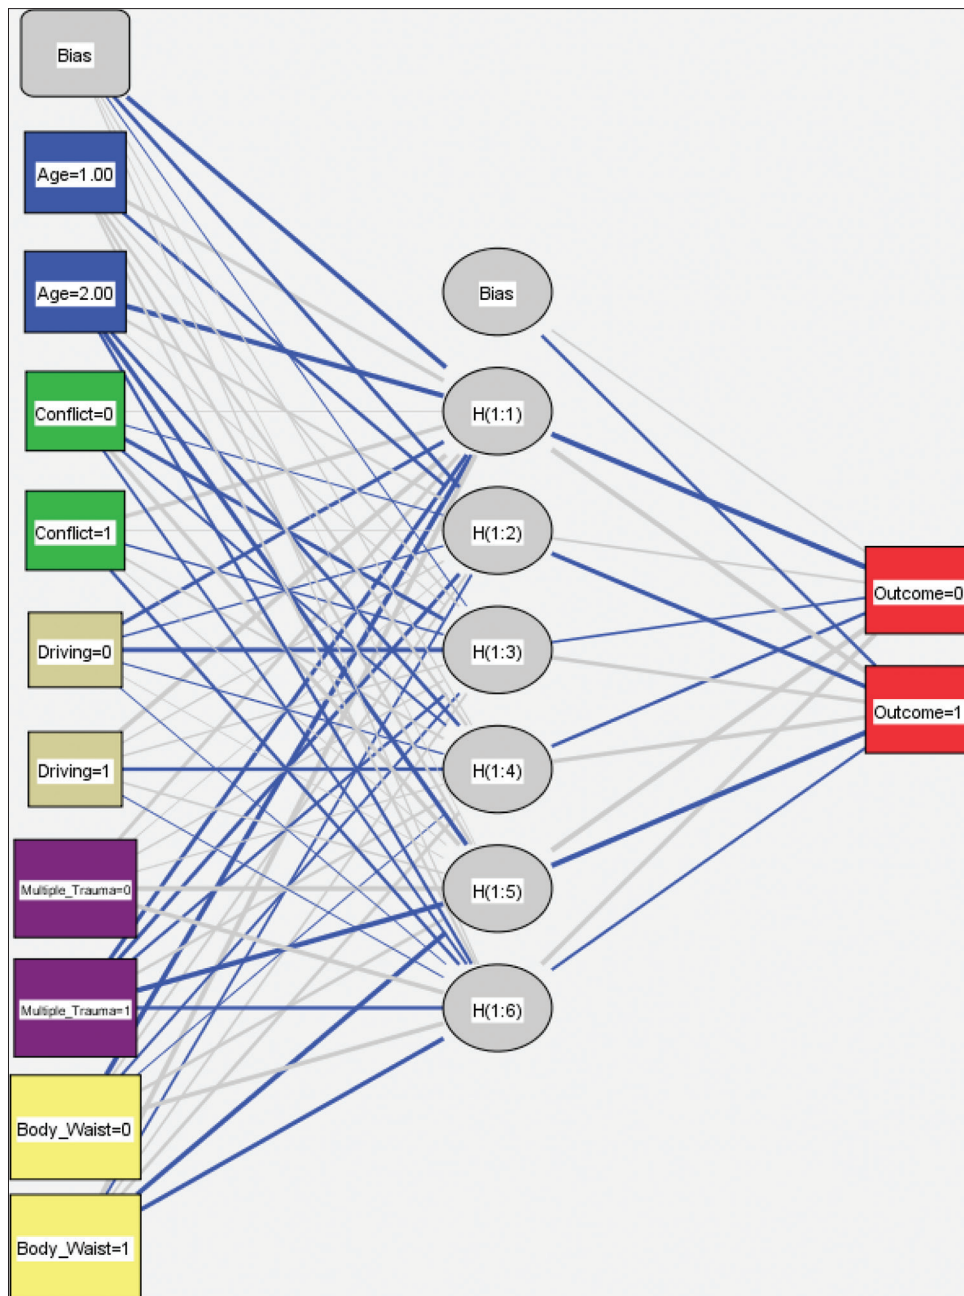 Bias
Age=1.00
Age=2.00
Conflict=0
Conflict=1
Driving=0
Driving=1
Multiple_Trauma=0
Multiple_Trauma=1
Body_Waist=0
Body_Waist=1
Bias
H(1:1)
H(1:2)
H(1:3)
H(1:4)
H(1:5)
H(1:6)
Outcome=0
Outcome=1